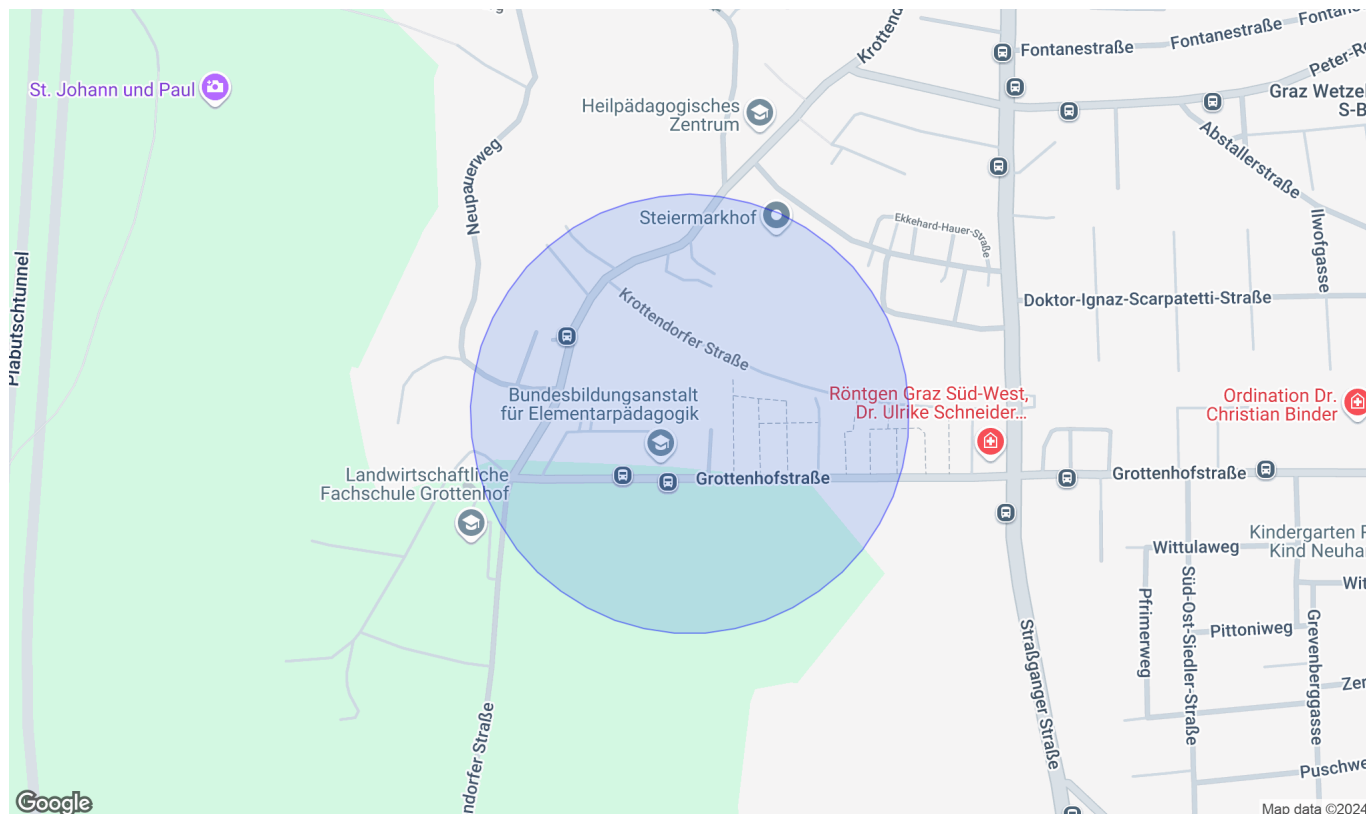 Fontanestraße
Fontanestraße
Fontane
Krottend
Peter-Ro
St. Johann und Paul
Heilpädagogisches
Zentrum
Graz Wetzel
S-B
Abstallerstraße
Neupauerweg
Steiermarkhof
Ekkehard-Hauer-Straße
Ilwofgasse
Plabutschtunnel
Doktor-Ignaz-Scarpatetti-Straße
Krottendorfer Straße
Bundesbildungsanstalt
für Elementarpädagogik
Röntgen Graz Süd-West,
Dr. Ulrike Schneider...
Ordination Dr.
Christian Binder
Landwirtschaftliche
Fachschule Grottenhof
Grottenhofstraße
Grottenhofstraße
Kindergarten F
Kind Neuha
Wittulaweg
Wit
Süd-Ost-Siedler-Straße
Pfrimerweg
Pittoniweg
Grevenberggasse
Straßganger Straße
Zer
ndorfer Straße
Puschwe
Google
Map data ©2024